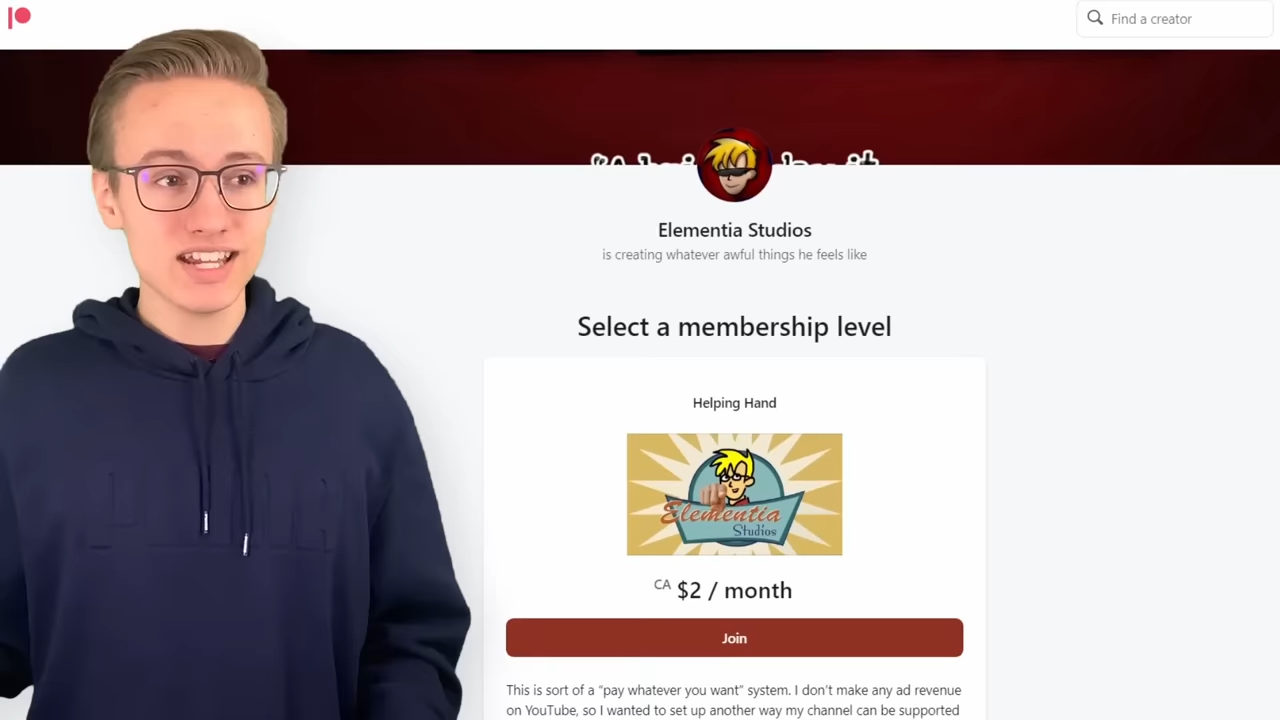 Find a creator
Elementia Studios
is creating whatever awful things he feels like
Select a membership level
Helping Hand
Elementia
Studios
CA $2 / month
Join
This is sort of a “pay whatever you want” system. I don't make any ad revenue
on YouTube, so I wanted to set up another way my channel can be supported